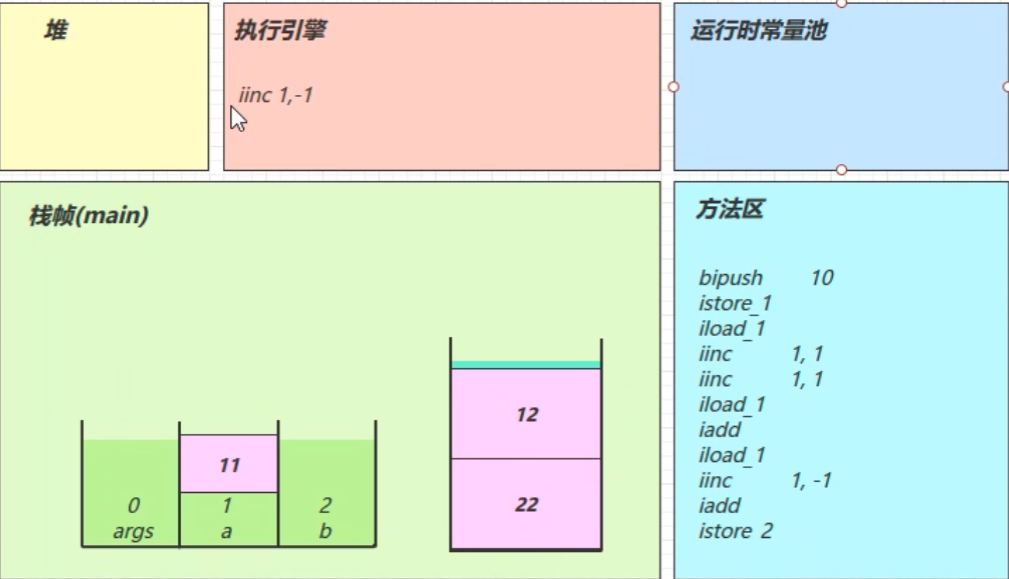 堆
执行引擎
iinc 1,-1
运行时常量池
栈帧(main)
12
22
11
0 1 2
args a b
方法区
bipush 10
istore_1
iload_1
iinc 1, 1
iinc 1, 1
iload_1
iadd
iload_1
iinc 1, -1
iadd
istore 2